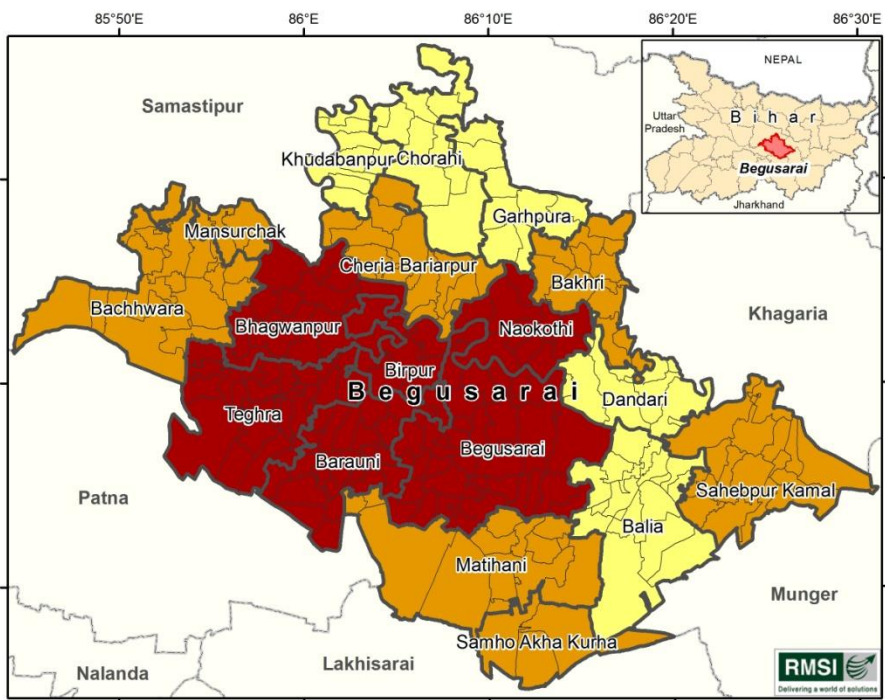 85°50'E 86°E 86°10'E 86°20'E 86°30'E
NEPAL
Samastipur
Uttar
Pradesh
Bihar
Begusarai
Jharkhand
Khudabanpur Chorahi
Garhpura
Mansurchak
Cheria Bariarpur
Bakhri
Bachhwara
Khagaria
Bhagwanpur
Naokothi
Birpur
Begusarai
Dandari
Teghra
Begusarai
Barauni
Sahebpur Kamal
Patna
Balia
Matihani
Munger
Samho Akha Kurha
Lakhisarai
Nalanda
RMSI
Delivering a world of solutions